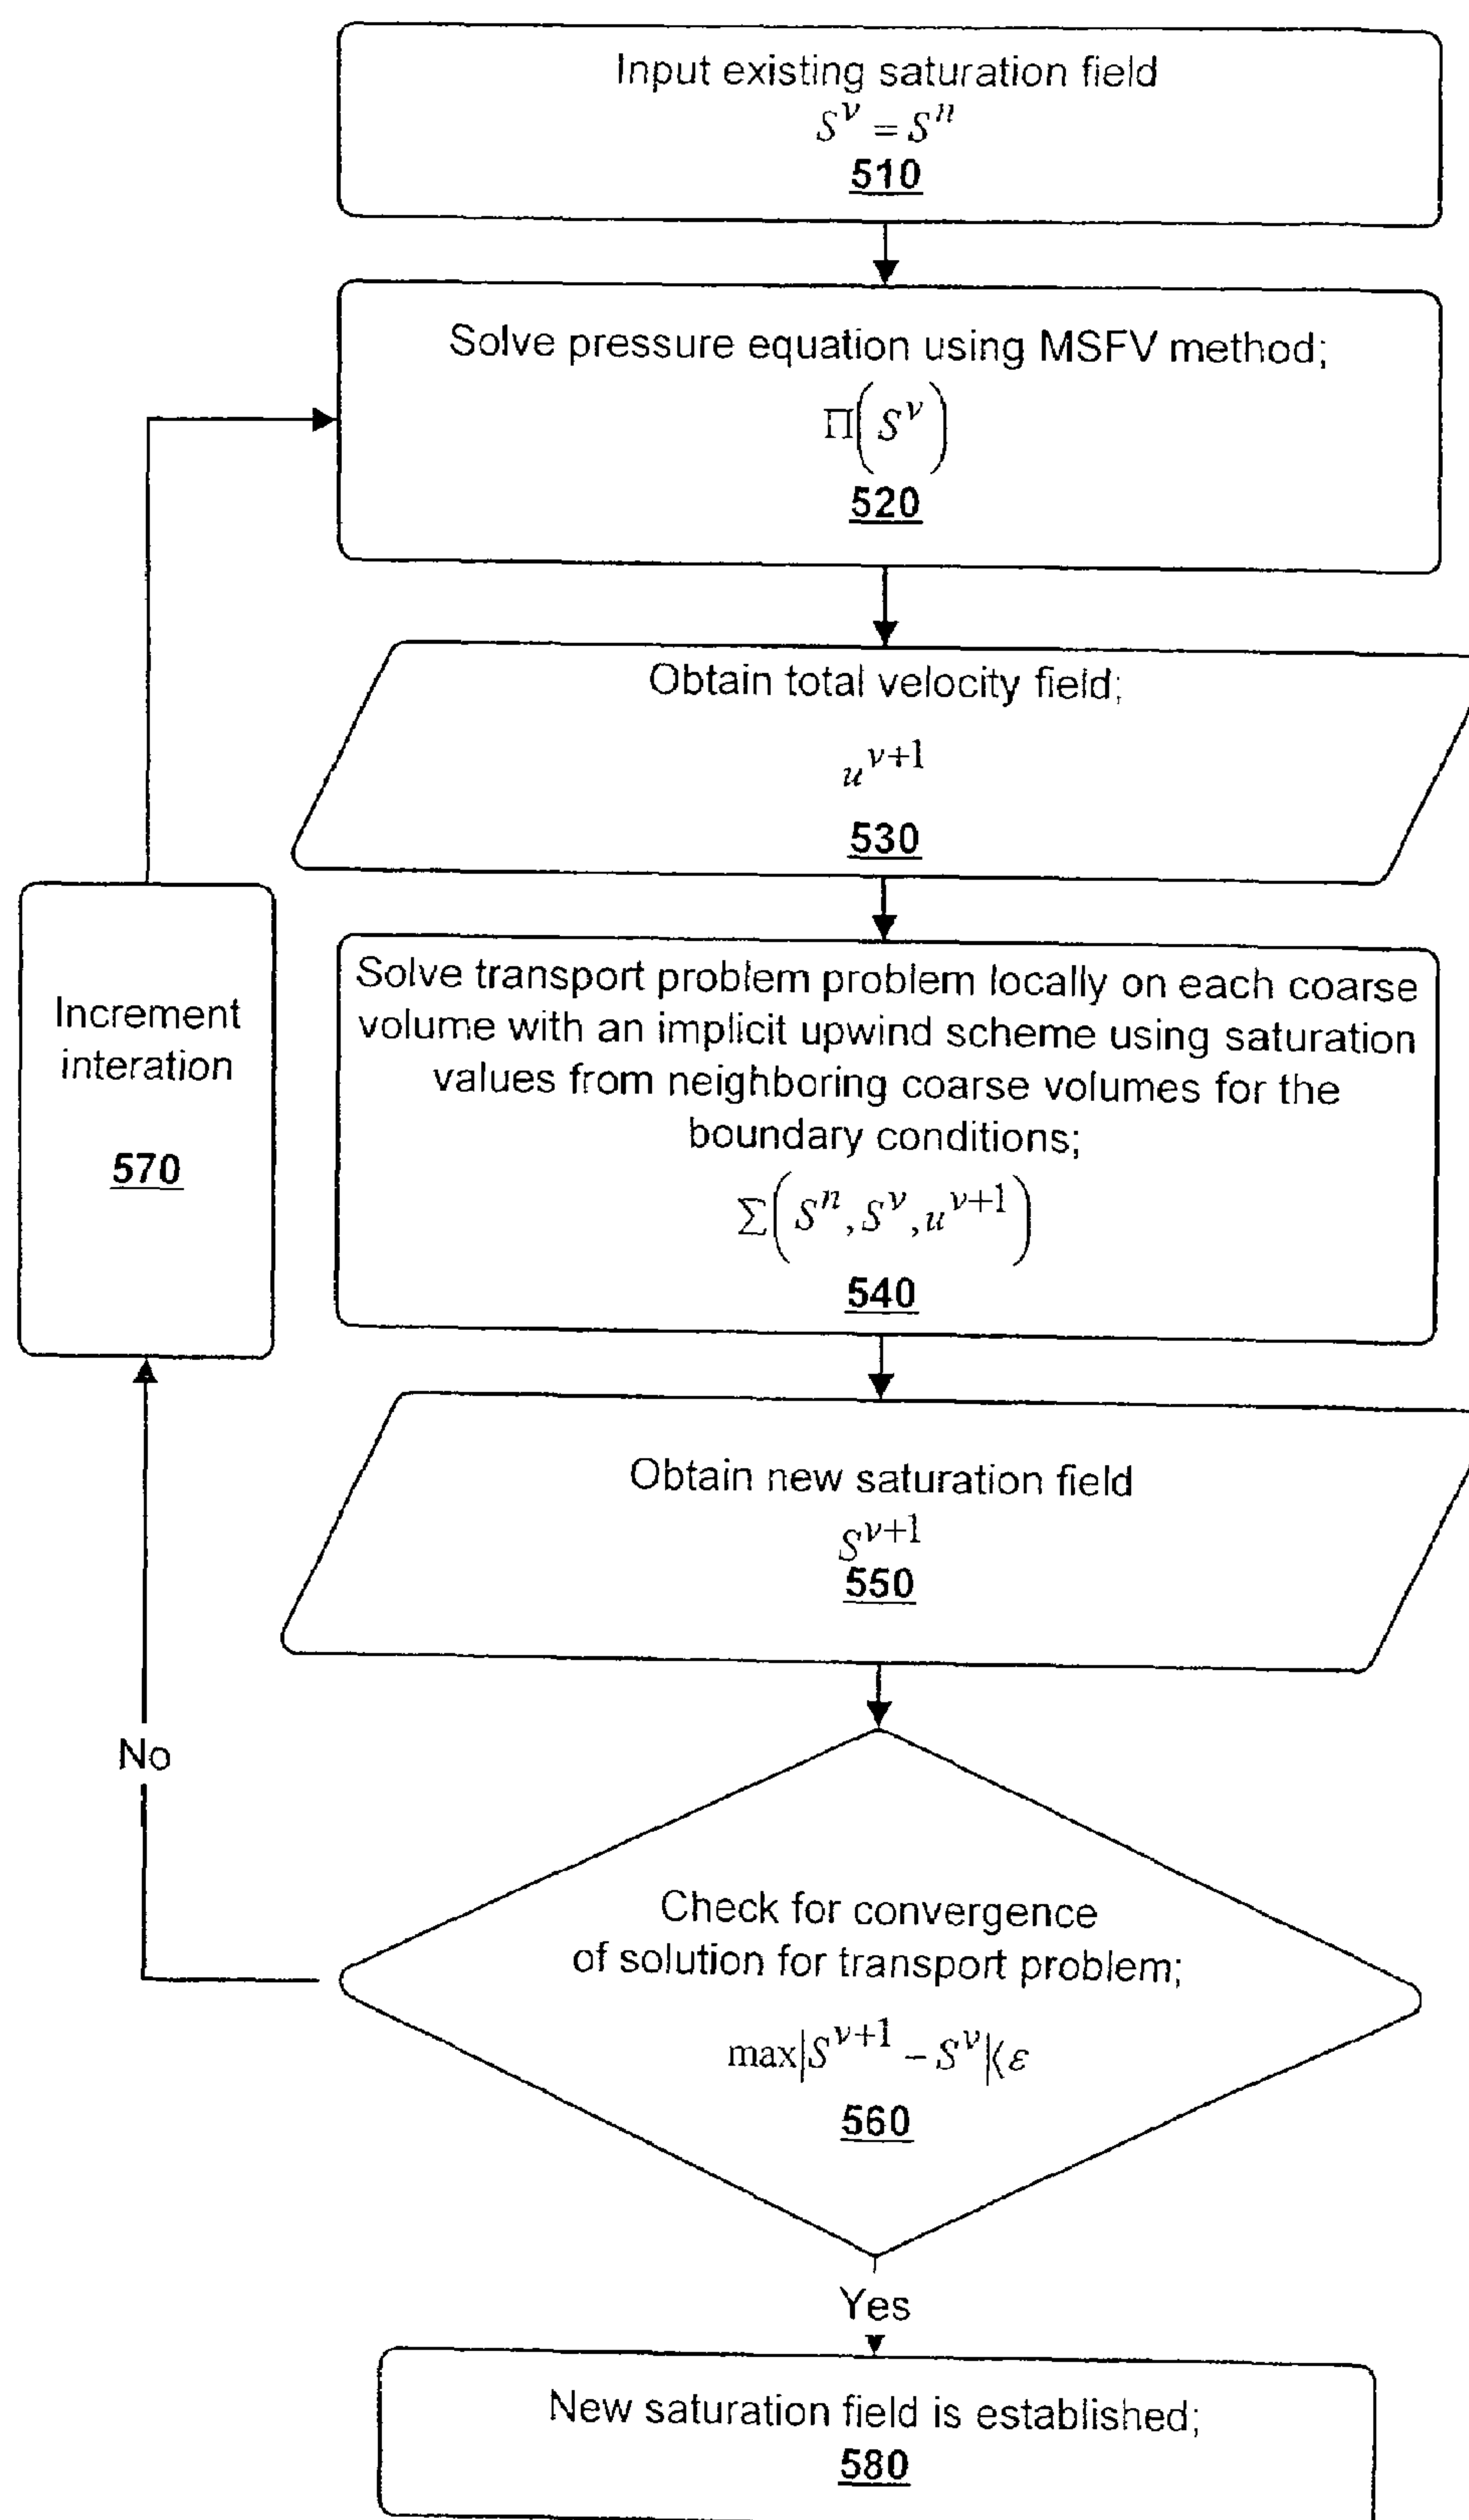 Input existing saturation field
S^ν = S^n
510
Solve pressure equation using MSFV method;
Π(S^ν)
520
Obtain total velocity field;
u^ν+1
530
Solve transport problem problem locally on each coarse
volume with an implicit upwind scheme using saturation
values from neighboring coarse volumes for the
boundary conditions;
Σ(S^n, S^ν, u^ν+1)
540
Increment
interation
570
Obtain new saturation field
S^ν+1
550
No
Check for convergence
of solution for transport problem;
max|S^ν+1 – S^ν|⟨ε
560
Yes
New saturation field is established;
580